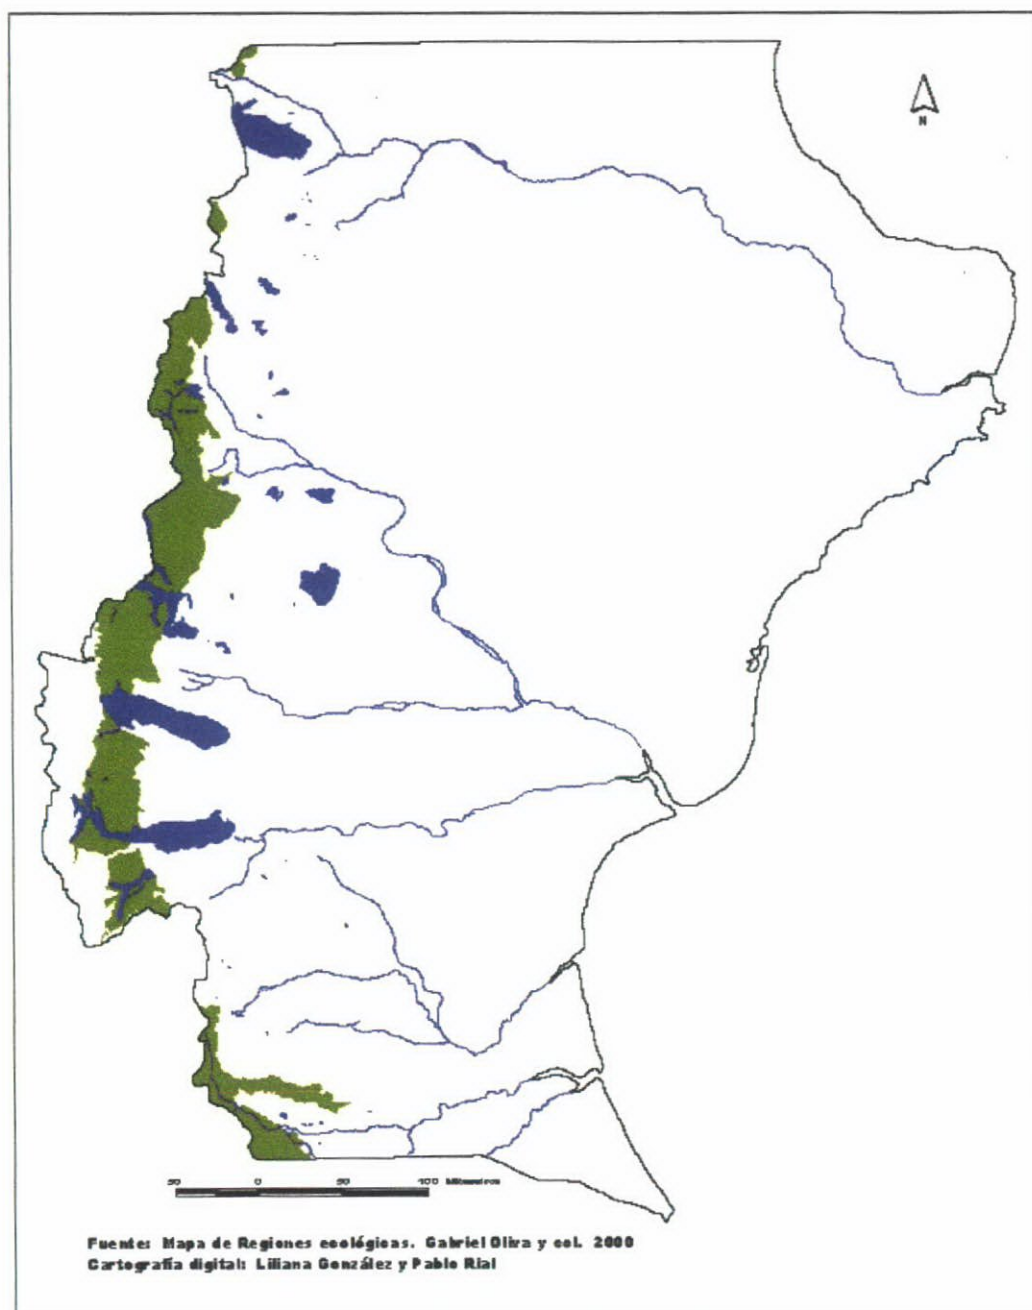 N
50 0 50 100 Kilometros
Fuente: Mapa de Regiones ecológicas. Gabriel Oliva y col. 2000
Cartografía digital: Liliana González y Pablo Rial